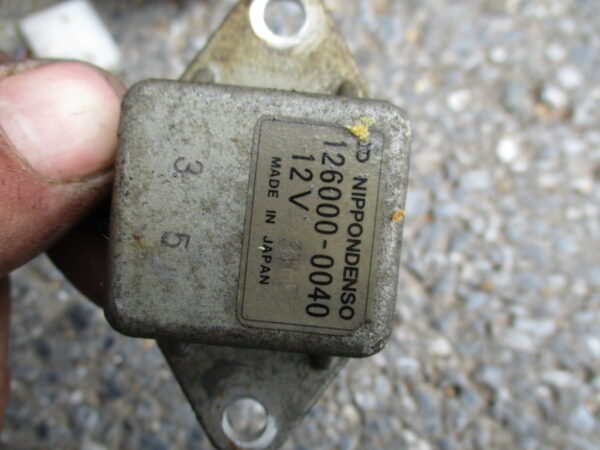 NIPPONDENSO
126000-0040
12V
MADE IN JAPAN
3 5